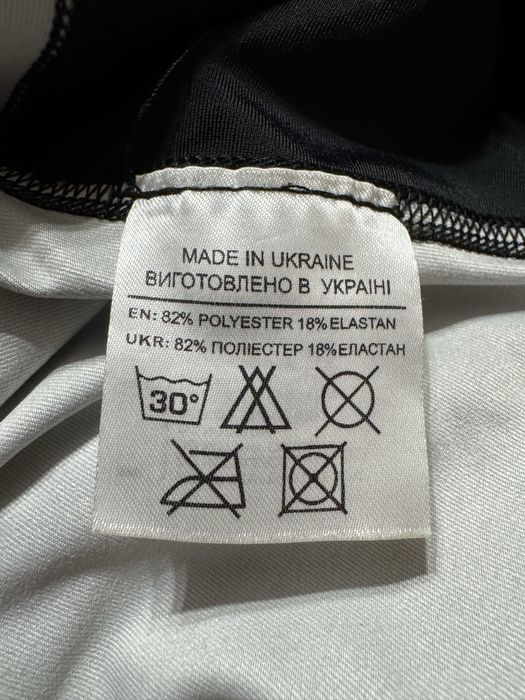 MADE IN UKRAINE
ВИГОТОВЛЕНО В УКРАЇНІ
EN: 82% POLYESTER 18% ELASTAN
UKR: 82% ПОЛІЕСТЕР 18% ЕЛАСТАН
30°